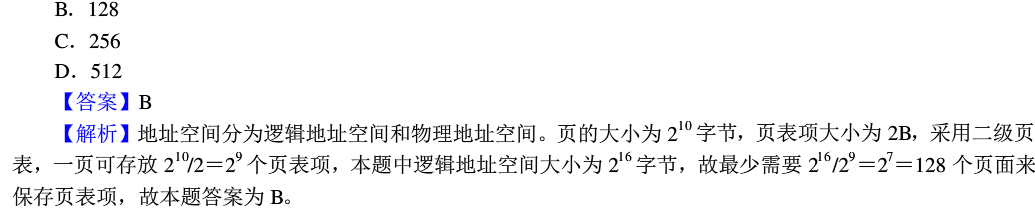 B．128
C．256
D．512
【答案】B
【解析】地址空间分为逻辑地址空间和物理地址空间。页的大小为 2^10 字节，页表项大小为 2B，采用二级页
表，一页可存放 2^10/2＝2^9 个页表项，本题中逻辑地址空间大小为 2^16 字节，故最少需要 2^16/2^9＝2^7＝128 个页面来
保存页表项，故本题答案为 B。